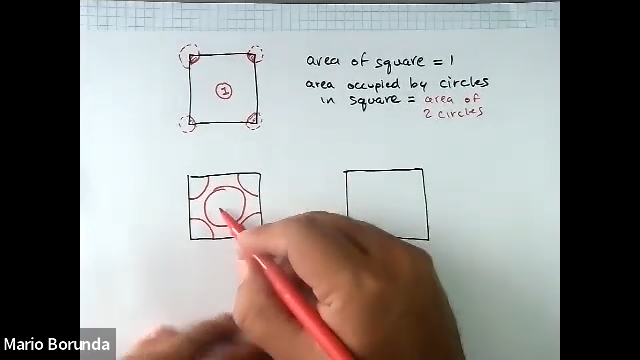 area of square = 1
area occupied by circles
in square = area of
2 circles
1
Mario Borunda